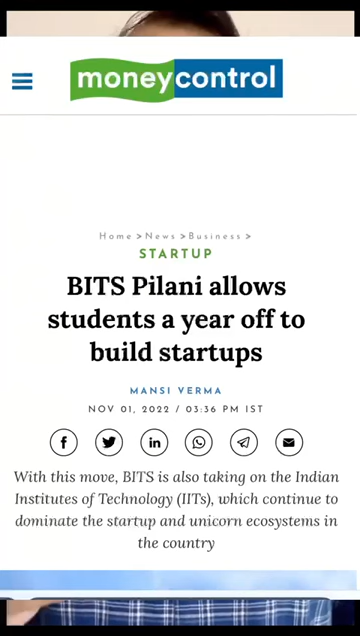 moneycontrol
Home > News > Business >
STARTUP
BITS Pilani allows
students a year off to
build startups
MANSI VERMA
NOV 01, 2022 / 03:36 PM IST
With this move, BITS is also taking on the Indian
Institutes of Technology (IITs), which continue to
dominate the startup and unicorn ecosystems in
the country